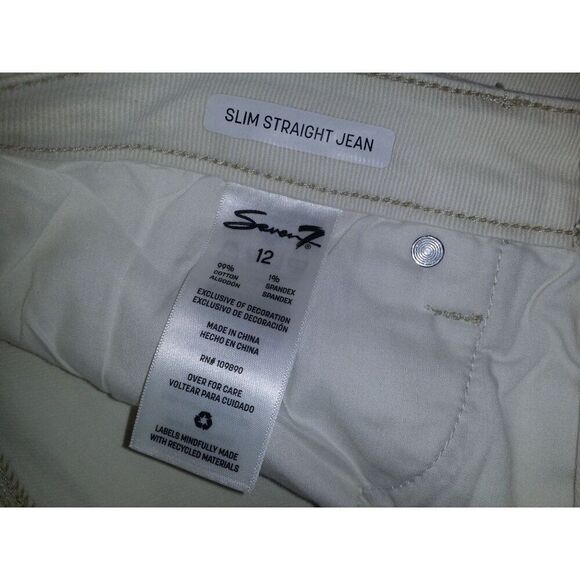 SLIM STRAIGHT JEAN
Seven7®
12
99% 1%
COTTON SPANDEX
ALGODÓN SPANDEX
EXCLUSIVE OF DECORATION
EXCLUSIVO DE DECORACIÓN
MADE IN CHINA
HECHO EN CHINA
RN# 109890
OVER FOR CARE
VOLTEAR PARA CUIDADO
LABELS MINDFULLY MADE
WITH RECYCLED MATERIALS